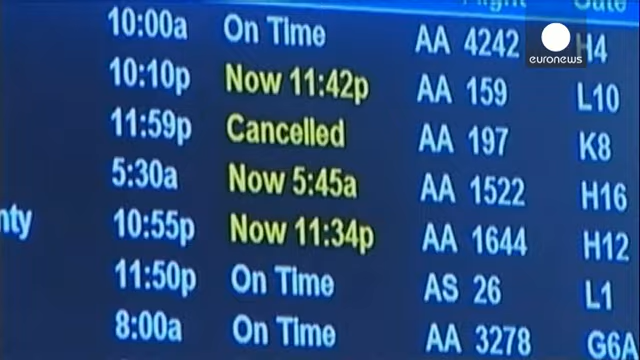 Flight Gate
10:00a On Time AA 4242 H4
euronews
10:10p Now 11:42p AA 159 L10
11:59p Cancelled AA 197 K8
5:30a Now 5:45a AA 1522 H16
nty 10:55p Now 11:34p AA 1644 H12
11:50p On Time AS 26 L1
8:00a On Time AA 3278 G6A